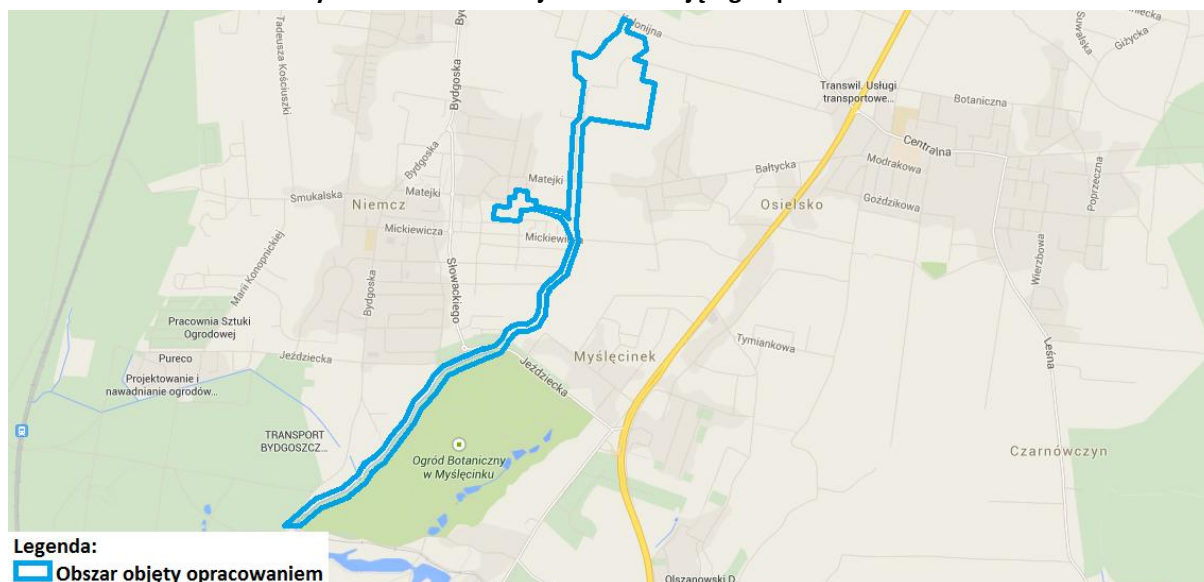 Kolonijna
Giżycka
Tadeusza Kościuszki
Bydgoska
Transwil. Usługi
transportowe...
Botaniczna
Centralna
Bydgoska
Bałtycka
Modrakowa
Poprzeczna
Matejki
Smukalska
Matejki
Niemcz
Osielsko
Goździkowa
Mickiewicza
Wierzbowa
Marii Konopnickiej
Słowackiego
Bydgoska
Pracownia Sztuki
Ogrodowej
Tymiankowa
Leśna
Jeździecka
Myślęcinek
Pureco
Jeździecka
Projektowanie i
nawadnianie ogrodów...
TRANSPORT
BYDGOSZCZ...
Czarnówczyn
Ogród Botaniczny
w Myślęcinku
Legenda:
Obszar objęty opracowaniem
Olszanowski D